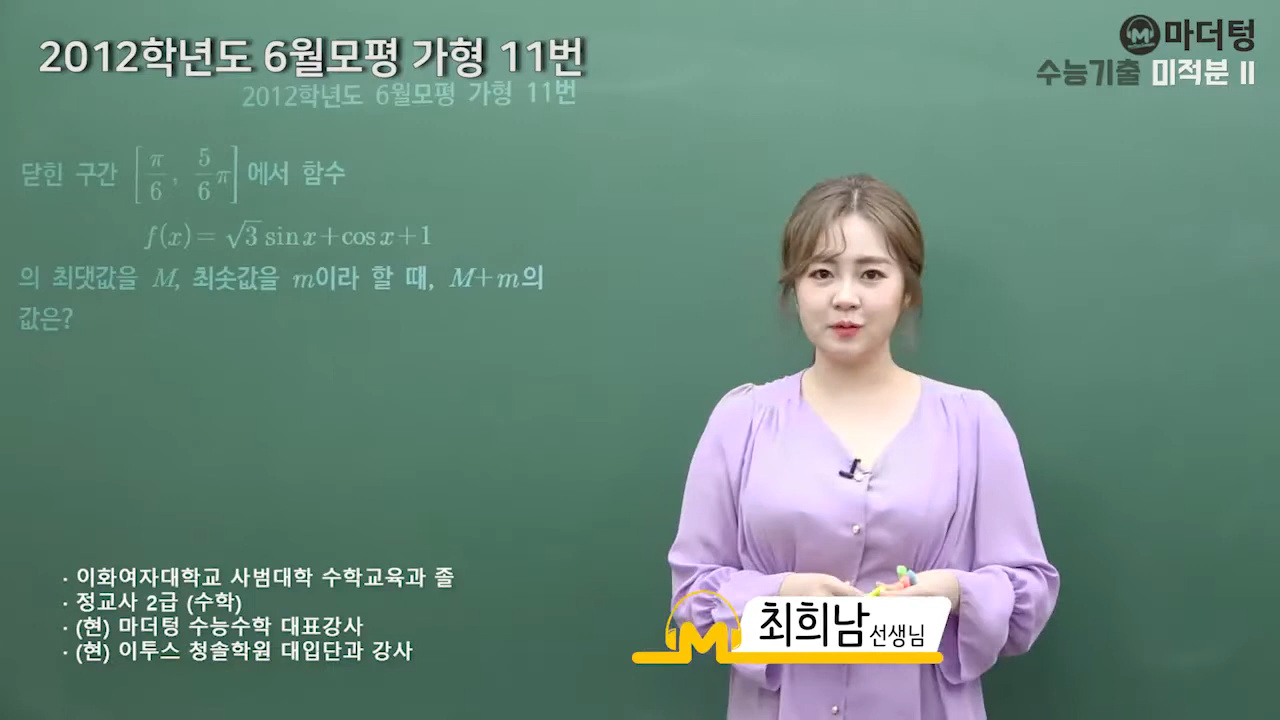 2012학년도 6월모평 가형 11번
마더텅
수능기출 미적분 II
2012학년도 6월모평 가형 11번
닫힌 구간 [π/6, 5/6 π] 에서 함수
f(x) = √3 sin x + cos x + 1
의 최댓값을 M, 최솟값을 m이라 할 때, M+m의
값은?
· 이화여자대학교 사범대학 수학교육과 졸
· 정교사 2급 (수학)
· (현) 마더텅 수능수학 대표강사
· (현) 이투스 청솔학원 대입단과 강사
M 최희남 선생님